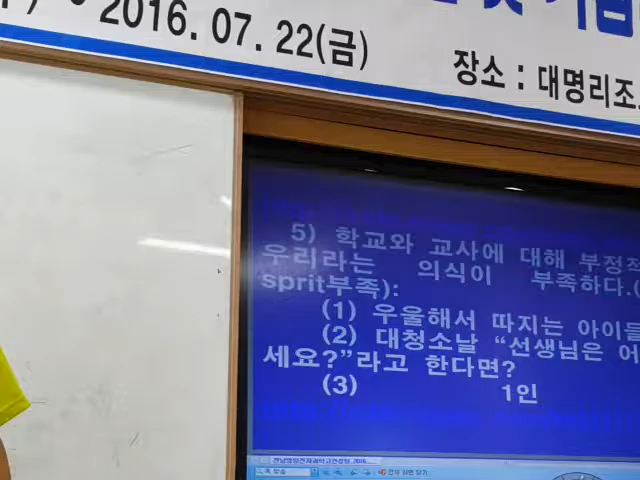 2016. 07. 22(금)
장소 : 대명리조
5) 학교와 교사에 대해 부정적
우리라는 의식이 부족하다.(
sprit부족):
(1) 우울해서 따지는 아이들
(2) 대청소날 “선생님은 어
세요?”라고 한다면?
(3) 1인